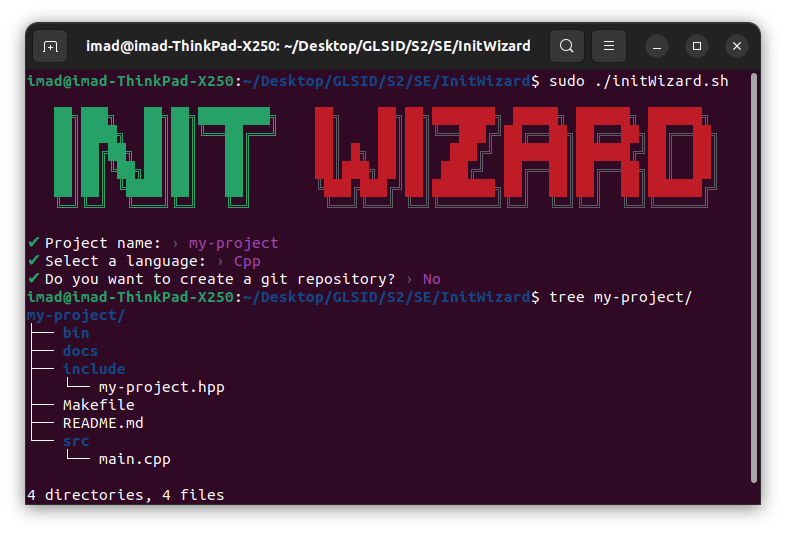 imad@imad-ThinkPad-X250: ~/Desktop/GLSID/S2/SE/InitWizard
imad@imad-ThinkPad-X250:~/Desktop/GLSID/S2/SE/InitWizard$ sudo ./initWizard.sh
INIT WIZARD
✔ Project name: › my-project
✔ Select a language: › Cpp
✔ Do you want to create a git repository? › No
imad@imad-ThinkPad-X250:~/Desktop/GLSID/S2/SE/InitWizard$ tree my-project/
my-project/
├── bin
├── docs
├── include
│   └── my-project.hpp
├── Makefile
├── README.md
└── src
    └── main.cpp
4 directories, 4 files